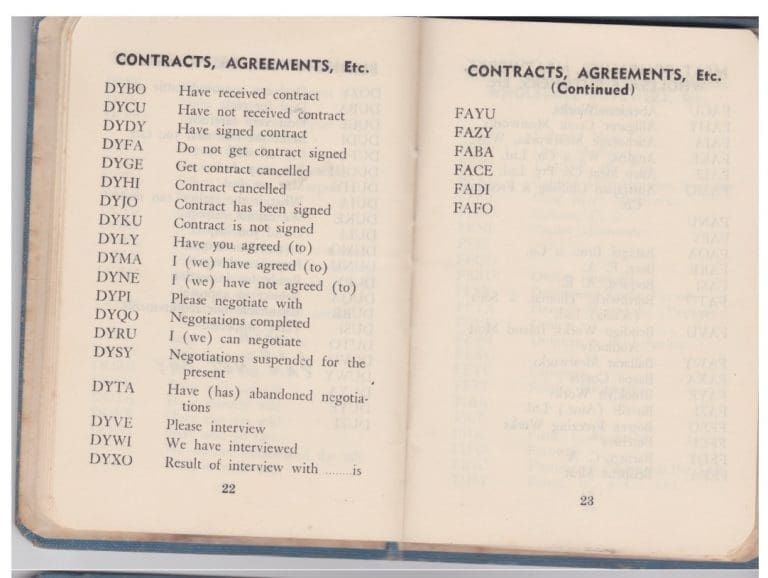 CONTRACTS, AGREEMENTS, Etc.
DYBO Have received contract
DYCU Have not received contract
DYDY Have signed contract
DYFA Do not get contract signed
DYGE Get contract cancelled
DYHI Contract cancelled
DYJO Contract has been signed
DYKU Contract is not signed
DYLY Have you agreed (to)
DYMA I (we) have agreed (to)
DYNE I (we) have not agreed (to)
DYPI Please negotiate with
DYQO Negotiations completed
DYRU I (we) can negotiate
DYSY Negotiations suspended for the
present
DYTA Have (has) abandoned negotia-
tions
DYVE Please interview
DYWI We have interviewed
DYXO Result of interview with ........is
22
CONTRACTS, AGREEMENTS, Etc.
(Continued)
FAYU
FAZY
FABA
FACE
FADI
FAFO
23